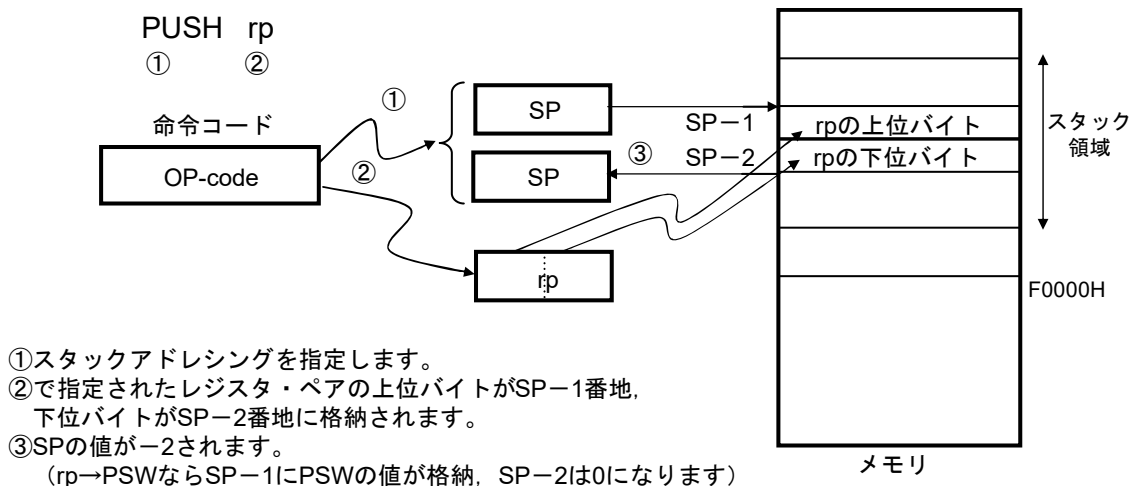 PUSH rp
① ②
命令コード
OP-code
①
②
SP
SP
③
rp
SP－1
SP－2
rpの上位バイト
rpの下位バイト
スタック
領域
F0000H
メモリ
①スタックアドレシングを指定します。
②で指定されたレジスタ・ペアの上位バイトがSP－1番地,
下位バイトがSP－2番地に格納されます。
③SPの値が－2されます。
（rp→PSWならSP－1にPSWの値が格納，SP－2は0になります）